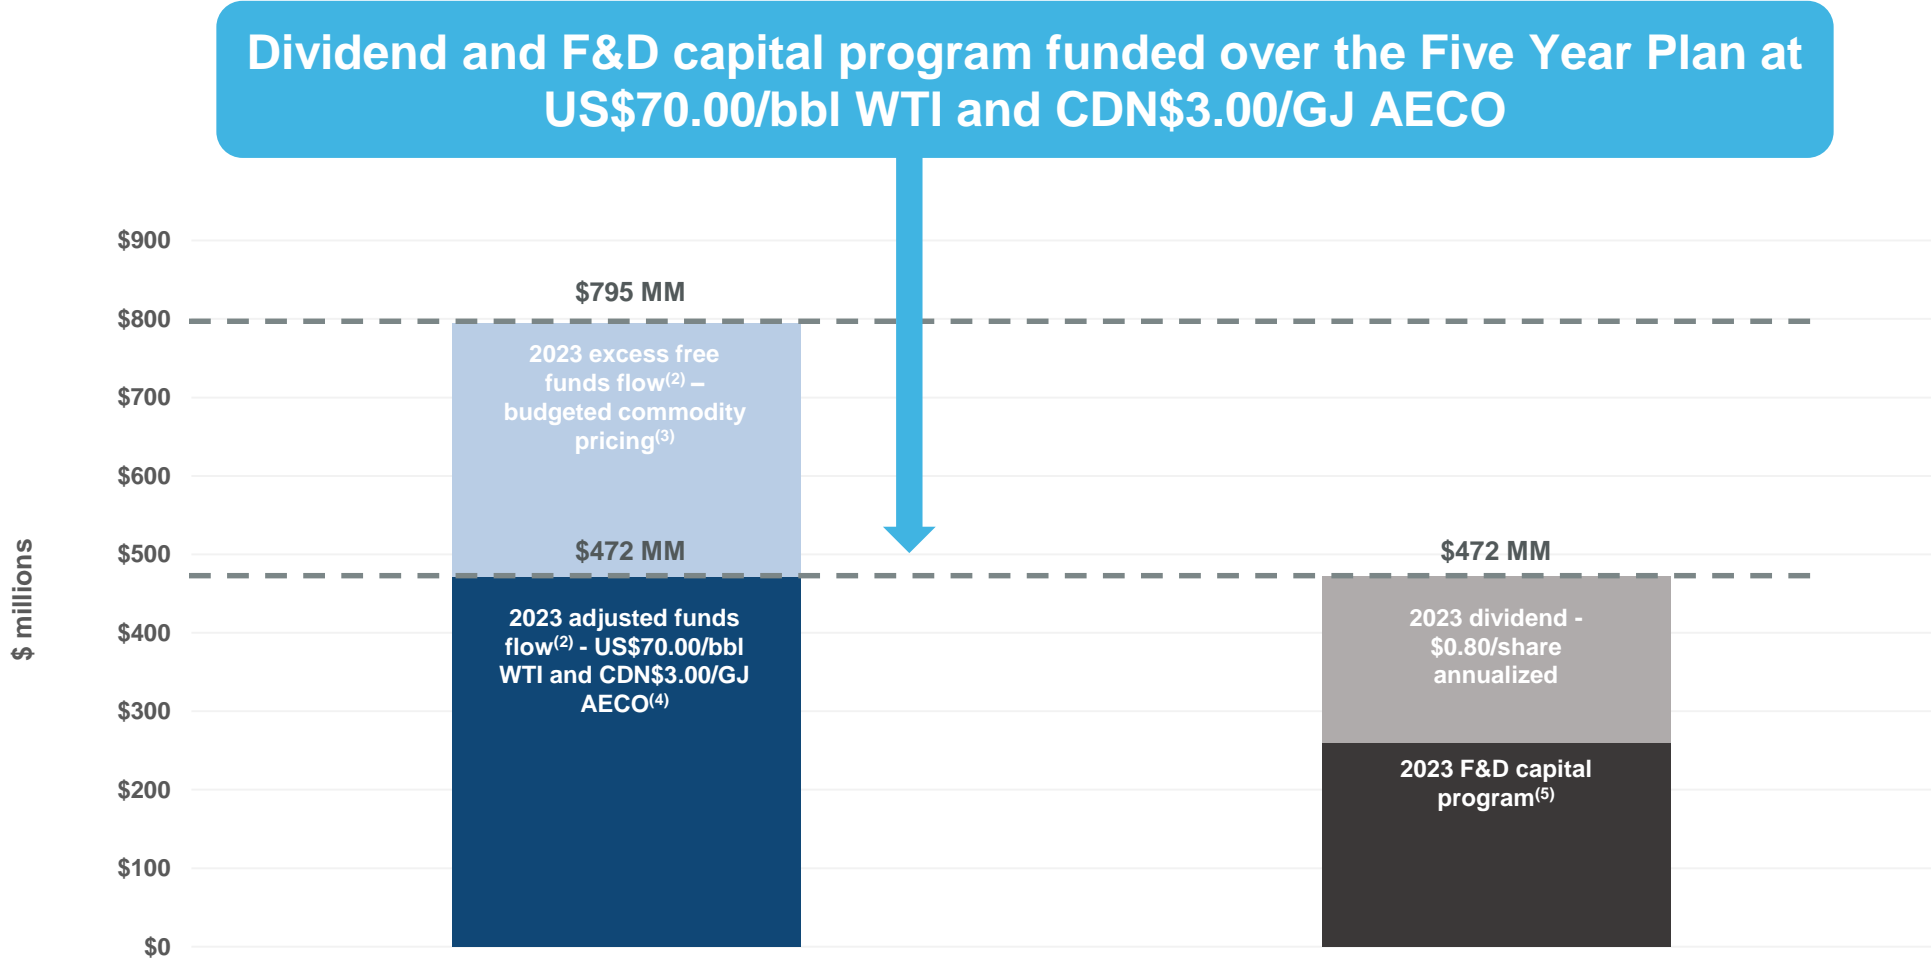 Dividend and F&D capital program funded over the Five Year Plan at
US$70.00/bbl WTI and CDN$3.00/GJ AECO
$ millions
$900
$800
$700
$600
$500
$400
$300
$200
$100
$0
$795 MM
2023 excess free
funds flow(2) –
budgeted commodity
pricing(3)
$472 MM
2023 adjusted funds
flow(2) - US$70.00/bbl
WTI and CDN$3.00/GJ
AECO(4)
$472 MM
2023 dividend -
$0.80/share
annualized
2023 F&D capital
program(5)